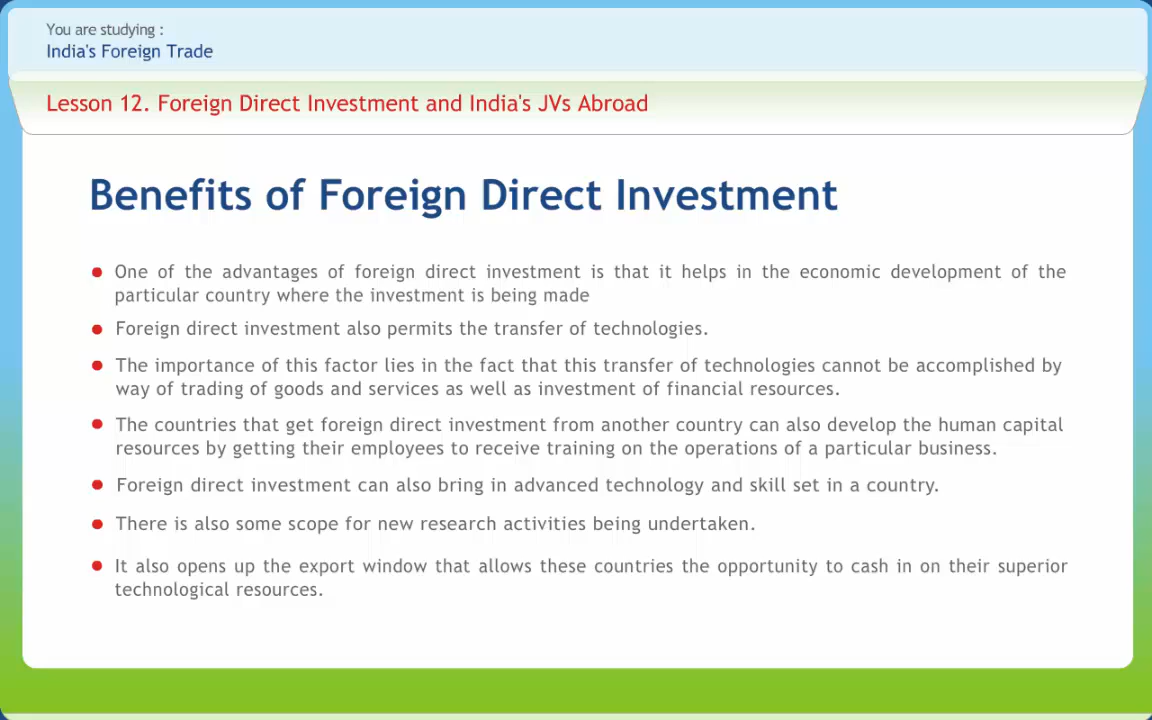 You are studying :
India's Foreign Trade
Lesson 12. Foreign Direct Investment and India's JVs Abroad
Benefits of Foreign Direct Investment
One of the advantages of foreign direct investment is that it helps in the economic development of the
particular country where the investment is being made
Foreign direct investment also permits the transfer of technologies.
The importance of this factor lies in the fact that this transfer of technologies cannot be accomplished by
way of trading of goods and services as well as investment of financial resources.
The countries that get foreign direct investment from another country can also develop the human capital
resources by getting their employees to receive training on the operations of a particular business.
Foreign direct investment can also bring in advanced technology and skill set in a country.
There is also some scope for new research activities being undertaken.
It also opens up the export window that allows these countries the opportunity to cash in on their superior
technological resources.